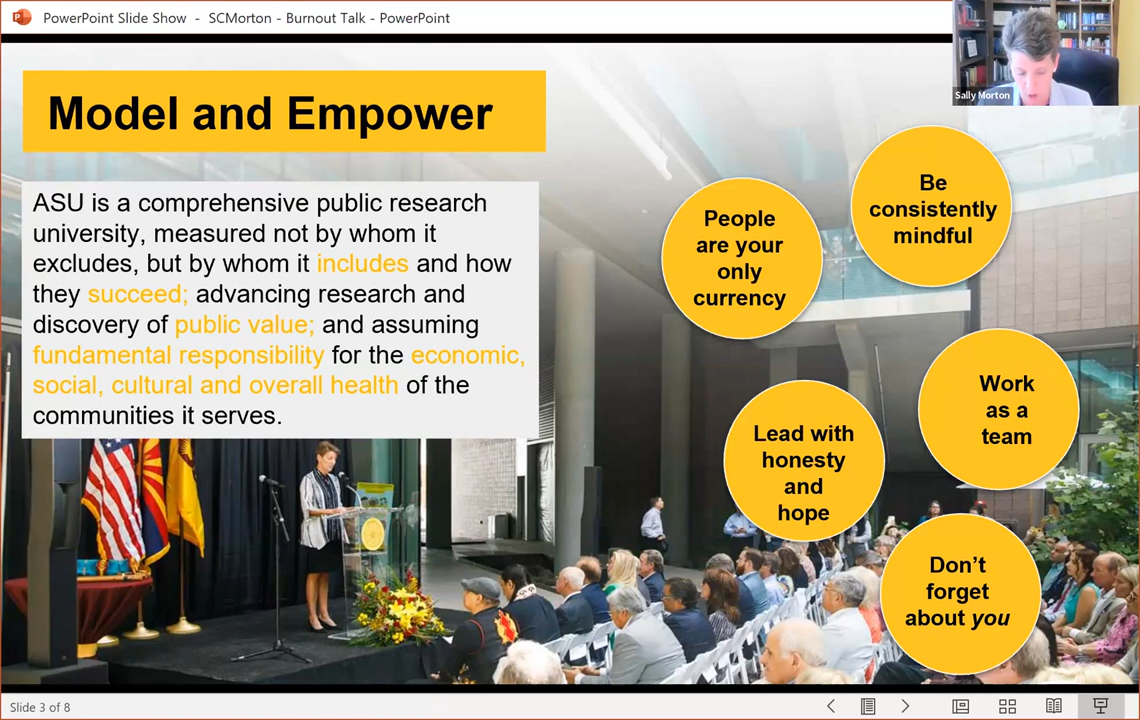 PowerPoint Slide Show - SCMorton - Burnout Talk - PowerPoint
Sally Morton
Model and Empower
ASU is a comprehensive public research
university, measured not by whom it
excludes, but by whom it includes and how
they succeed; advancing research and
discovery of public value; and assuming
fundamental responsibility for the economic,
social, cultural and overall health of the
communities it serves.
People
are your
only
currency
Be
consistently
mindful
Work
as a
team
Lead with
honesty
and
hope
Don’t
forget
about you
Slide 3 of 8